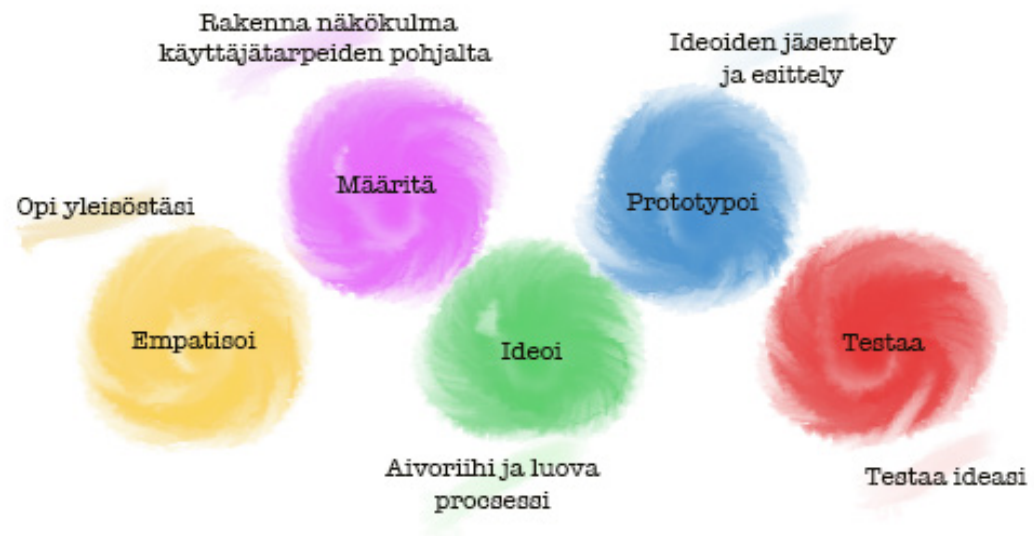 Rakenna näkökulma
käyttäjätarpeiden pohjalta
Ideoiden jäsentely
ja esittely
Määritä
Prototypoi
Opi yleisöstäsi
Empatisoi
Ideoi
Testaa
Aivoriihi ja luova
procsessi
Testaa ideasi